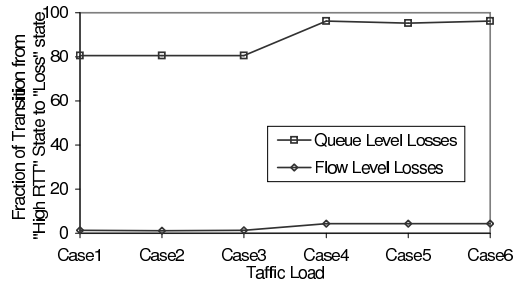 Fraction of Transition from
"High RTT" State to "Loss" state
100
80
60
40
20
0
Queue Level Losses
Flow Level Losses
Case1 Case2 Case3 Case4 Case5 Case6
Taffic Load